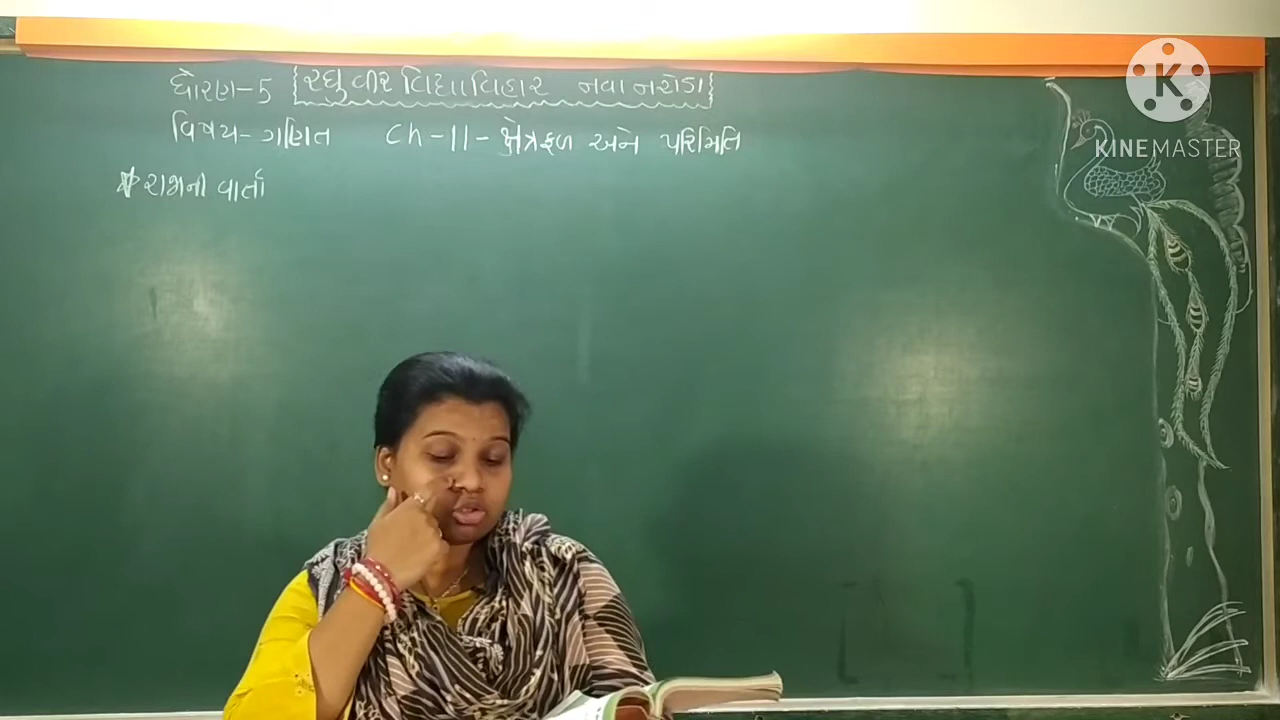 ધોરણ-5 {રઘુવીર વિદ્યાવિહાર નવા નરોડા}
વિષય- ગણિત Ch-11- ક્ષેત્રફળ અને પરિમિતિ
* રાજાની વાર્તા
K
KINEMASTER